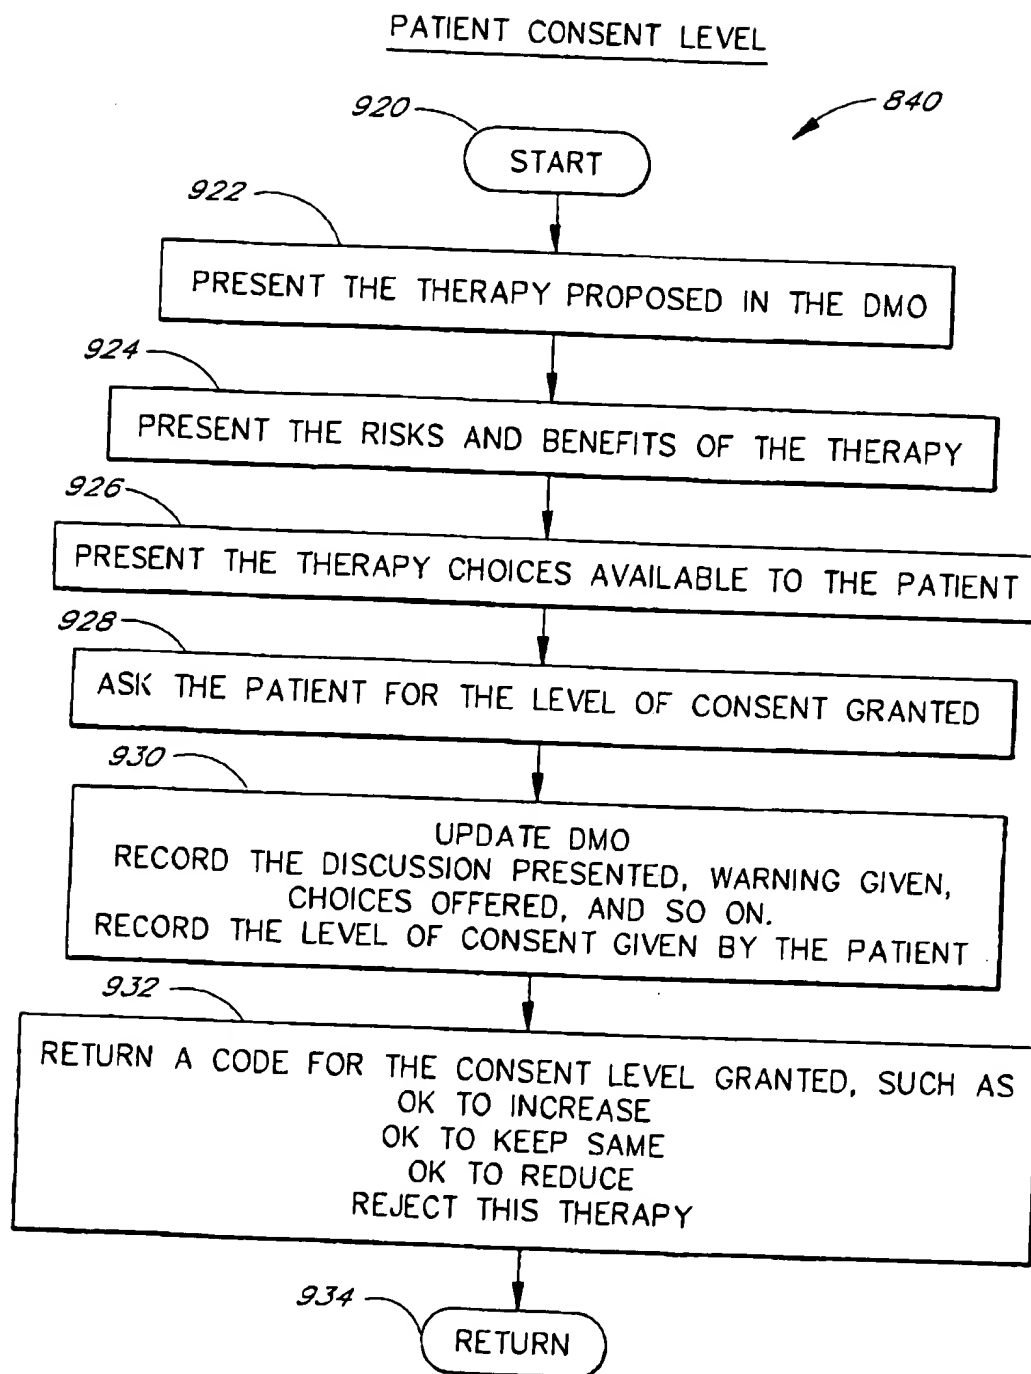 PATIENT CONSENT LEVEL
920
840
START
922
PRESENT THE THERAPY PROPOSED IN THE DMO
924
PRESENT THE RISKS AND BENEFITS OF THE THERAPY
926
PRESENT THE THERAPY CHOICES AVAILABLE TO THE PATIENT
928
ASK THE PATIENT FOR THE LEVEL OF CONSENT GRANTED
930
UPDATE DMO
RECORD THE DISCUSSION PRESENTED, WARNING GIVEN,
CHOICES OFFERED, AND SO ON.
RECORD THE LEVEL OF CONSENT GIVEN BY THE PATIENT
932
RETURN A CODE FOR THE CONSENT LEVEL GRANTED, SUCH AS
OK TO INCREASE
OK TO KEEP SAME
OK TO REDUCE
REJECT THIS THERAPY
934
RETURN